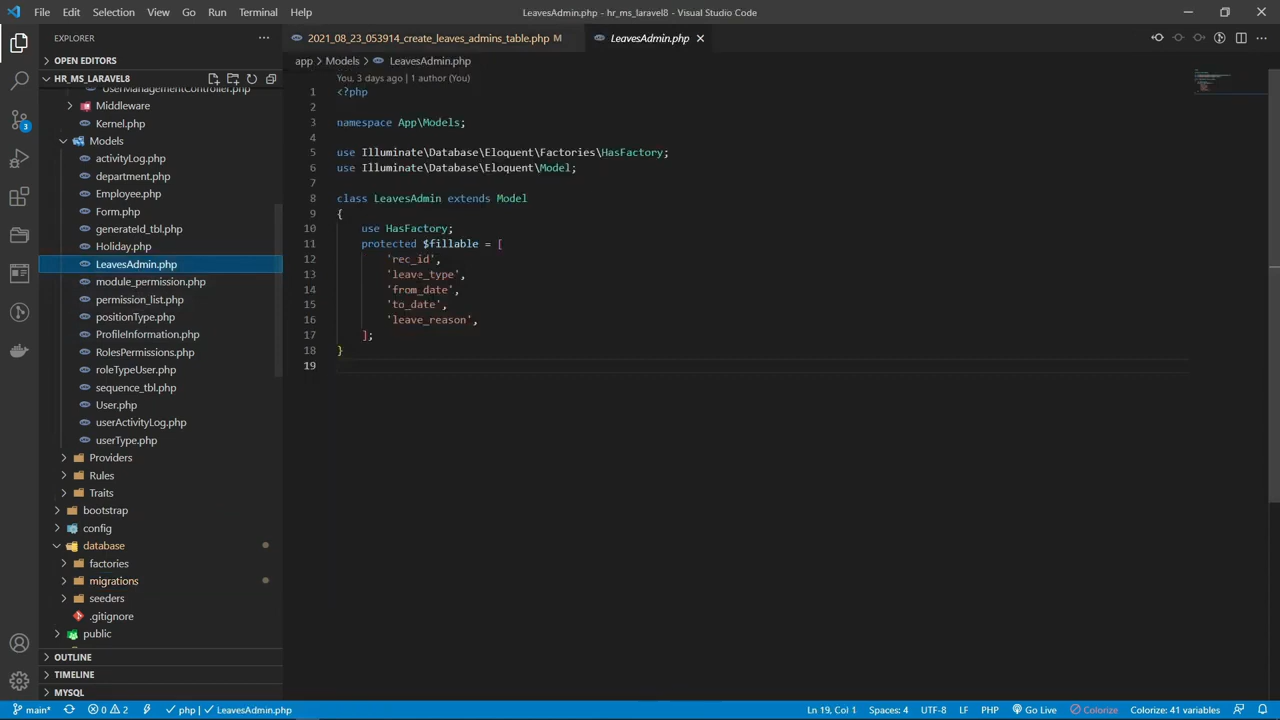 File Edit Selection View Go Run Terminal Help
LeavesAdmin.php - hr_ms_laravel8 - Visual Studio Code
EXPLORER
2021_08_23_053914_create_leaves_admins_table.php M
LeavesAdmin.php
OPEN EDITORS
HR_MS_LARAVEL8
app > Models > LeavesAdmin.php
UserManagementController.php
Middleware
Kernel.php
Models
activityLog.php
department.php
Employee.php
Form.php
generateId_tbl.php
Holiday.php
LeavesAdmin.php
module_permission.php
permission_list.php
positionType.php
ProfileInformation.php
RolesPermissions.php
roleTypeUser.php
sequence_tbl.php
User.php
userActivityLog.php
userType.php
Providers
Rules
Traits
bootstrap
config
database
factories
migrations
seeders
.gitignore
public
OUTLINE
TIMELINE
MYSQL
You, 3 days ago | 1 author (You)
1 <?php
2
3 namespace App\Models;
4
5 use Illuminate\Database\Eloquent\Factories\HasFactory;
6 use Illuminate\Database\Eloquent\Model;
7
8 class LeavesAdmin extends Model
9 {
10 use HasFactory;
11 protected $fillable = [
12 'rec_id',
13 'leave_type',
14 'from_date',
15 'to_date',
16 'leave_reason',
17 ];
18 }
19
3
main* 0 2 php | LeavesAdmin.php
Ln 19, Col 1 Spaces: 4 UTF-8 LF PHP Go Live Colorize Colorize: 41 variables